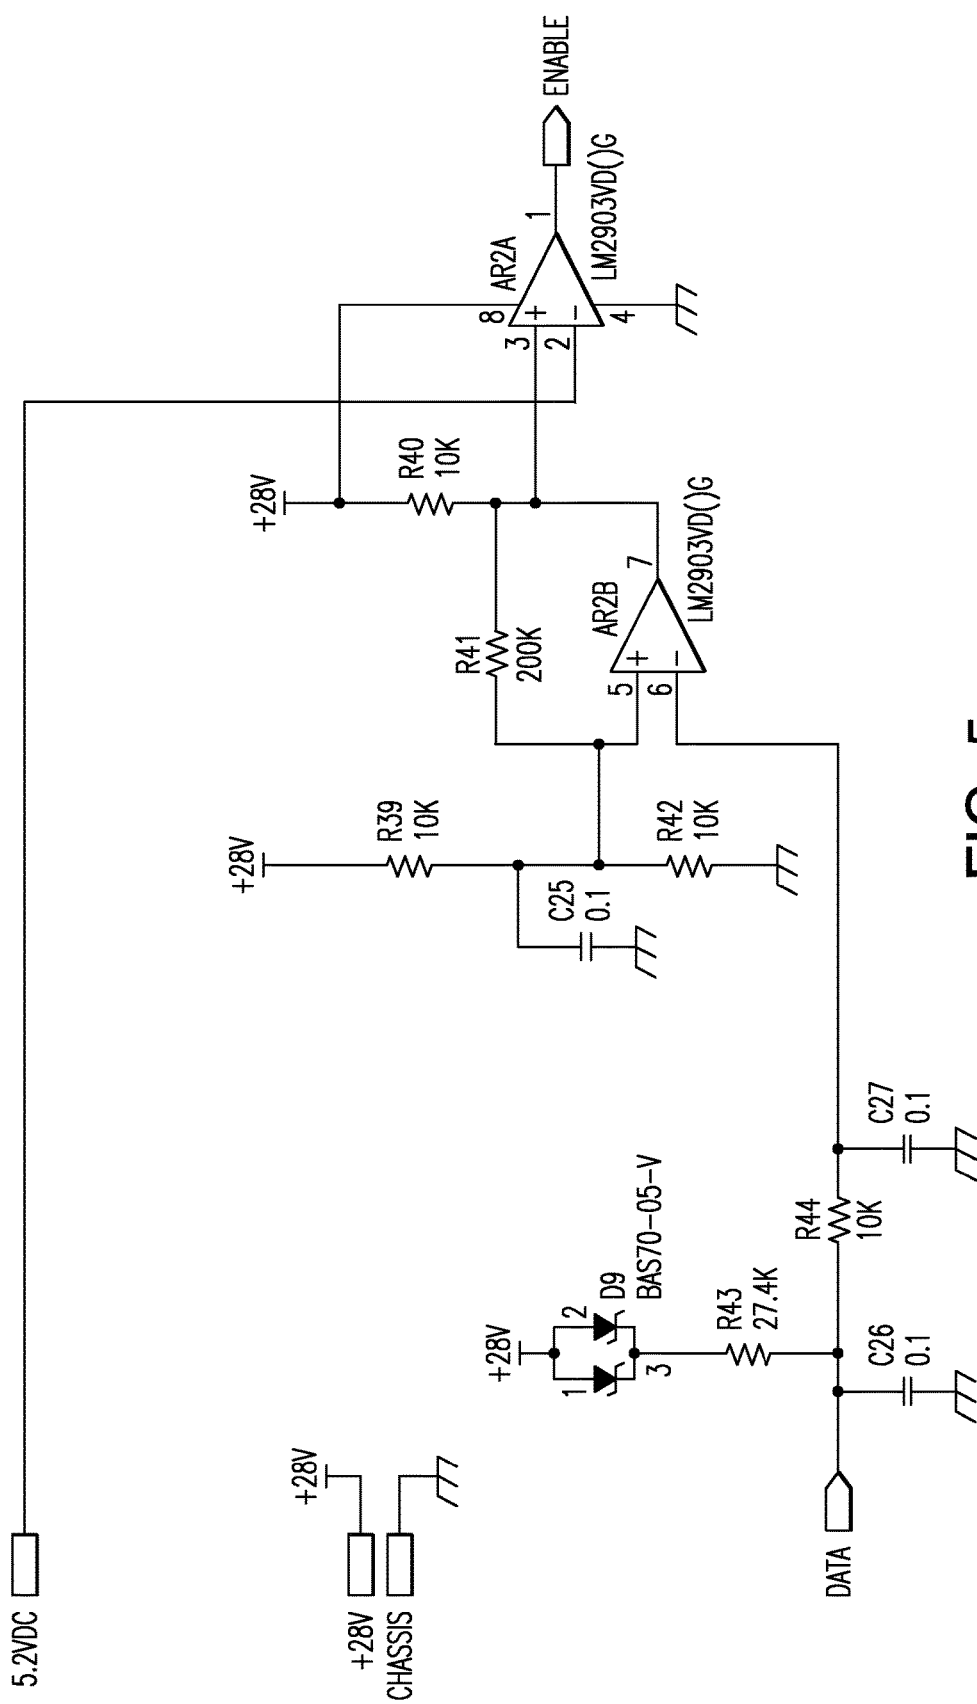 5.2VDC
+28V
CHASSIS
+28V
DATA
+28V
1
2
3
D9
BAS70-05-V
R43
27.4K
C26
0.1
R44
10K
C27
0.1
+28V
R39
10K
C25
0.1
R42
10K
R41
200K
5
6
+
-
7
AR2B
LM2903VD()G
+28V
R40
10K
3
2
8
+
-
4
1
AR2A
LM2903VD()G
ENABLE